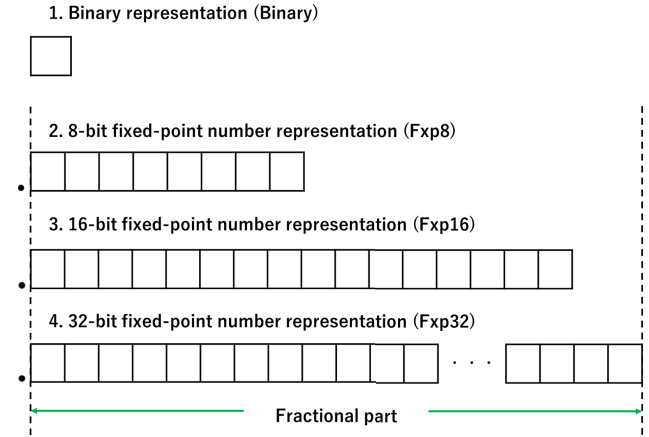 1. Binary representation (Binary)
2. 8-bit fixed-point number representation (Fxp8)
3. 16-bit fixed-point number representation (Fxp16)
4. 32-bit fixed-point number representation (Fxp32)
. . .
Fractional part